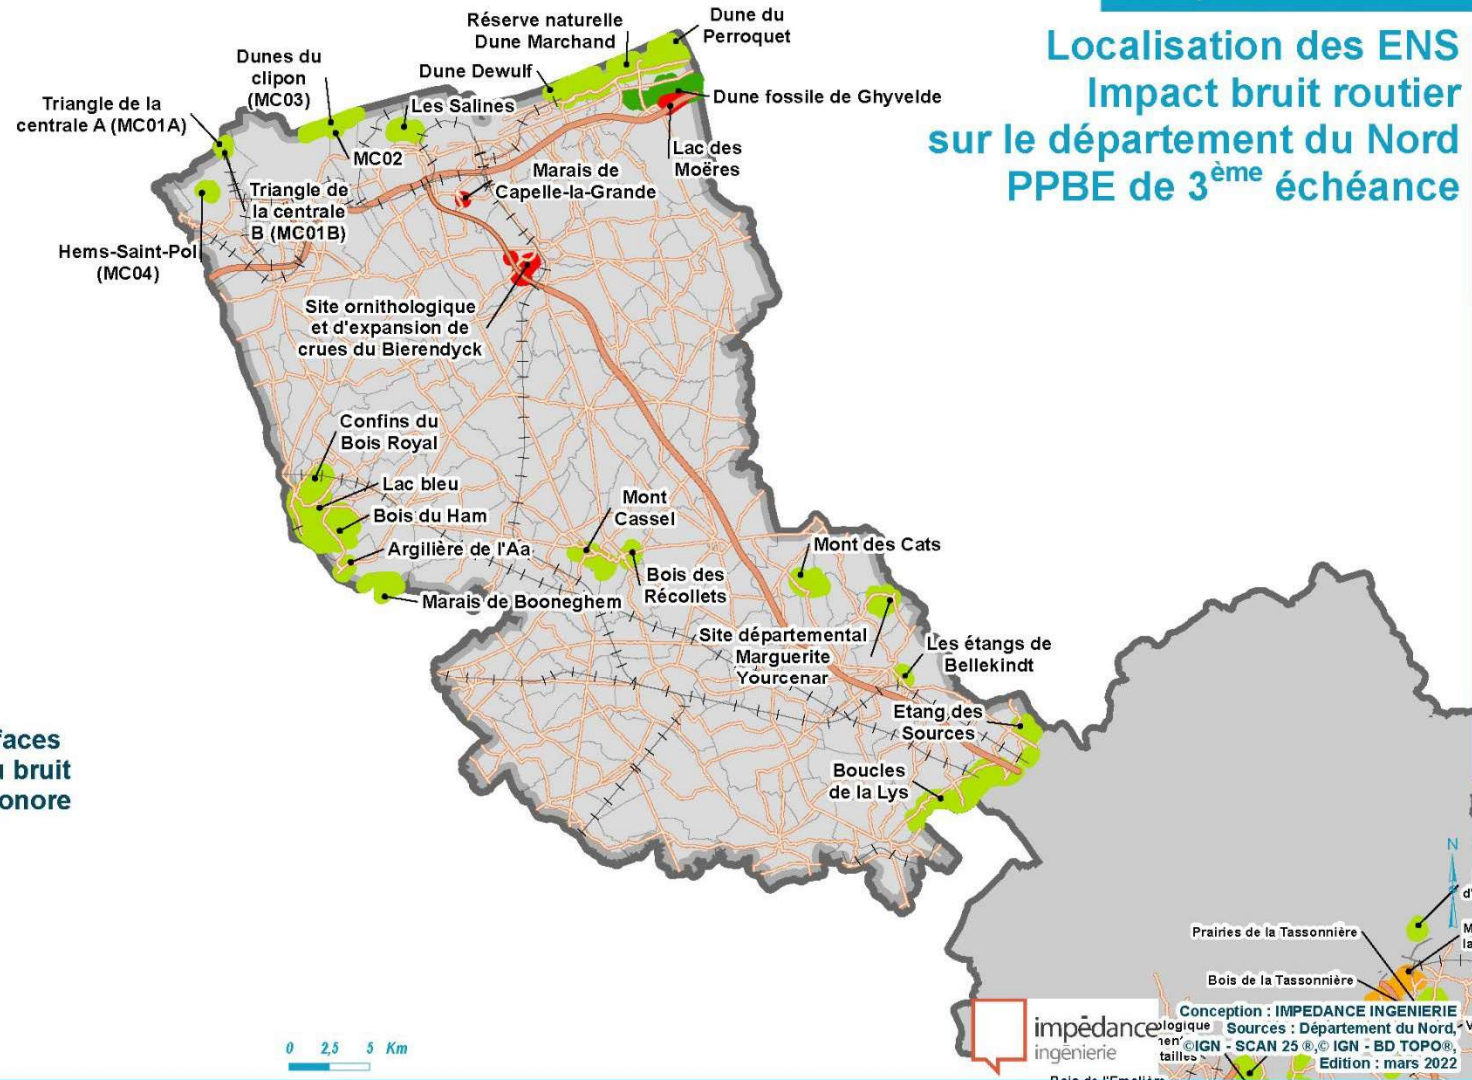 Localisation des ENS
Impact bruit routier
sur le département du Nord
PPBE de 3ème échéance
Réserve naturelle
Dune Marchand
Dune du
Perroquet
Dunes du
clipon
(MC03)
Dune Dewulf
Triangle de la
centrale A (MC01A)
Les Salines
Dune fossile de Ghyvelde
MC02
Lac des
Moëres
Marais de
Capelle-la-Grande
Triangle de
la centrale
B (MC01B)
Hems-Saint-Pol
(MC04)
Site ornithologique
et d'expansion de
crues du Bierendyck
Confins du
Bois Royal
Lac bleu
Bois du Ham
Argilière de l'Aa
Marais de Booneghem
Mont
Cassel
Bois des
Récollets
Mont des Cats
Site départemental
Marguerite
Yourcenar
Les étangs de
Bellekindt
Etang des
Sources
Boucles
de la Lys
faces
bruit
onore
N
Prairies de la Tassonnière
Bois de la Tassonnière
0 2,5 5 Km
impédance
ingénierie
ologique
tailles
Conception : IMPEDANCE INGENIERIE
Sources : Département du Nord,
©IGN - SCAN 25 ®,© IGN - BD TOPO®,
Edition : mars 2022